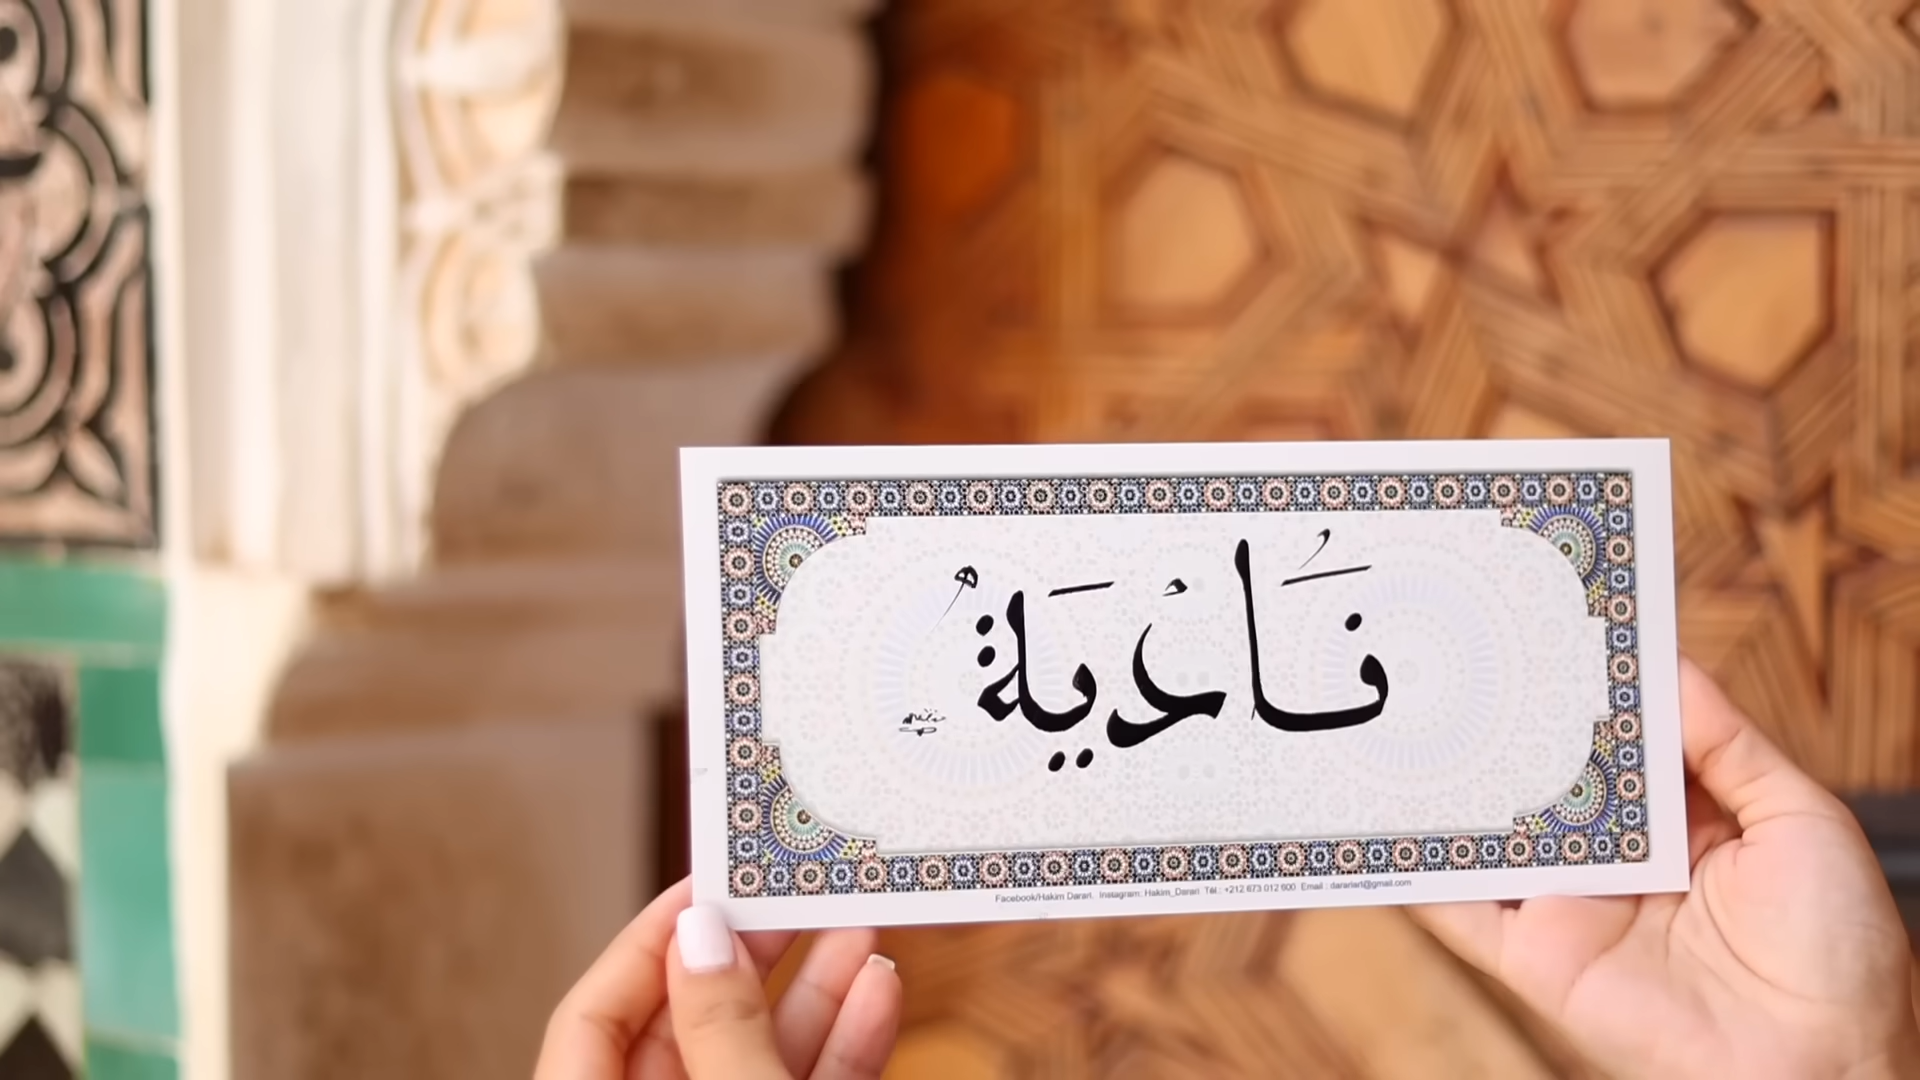 نَادْيَة
Facebook/Hakim Darari. Instagram: Hakim_Darari Tél.: +212 673 012 600 Email : darariart@gmail.com